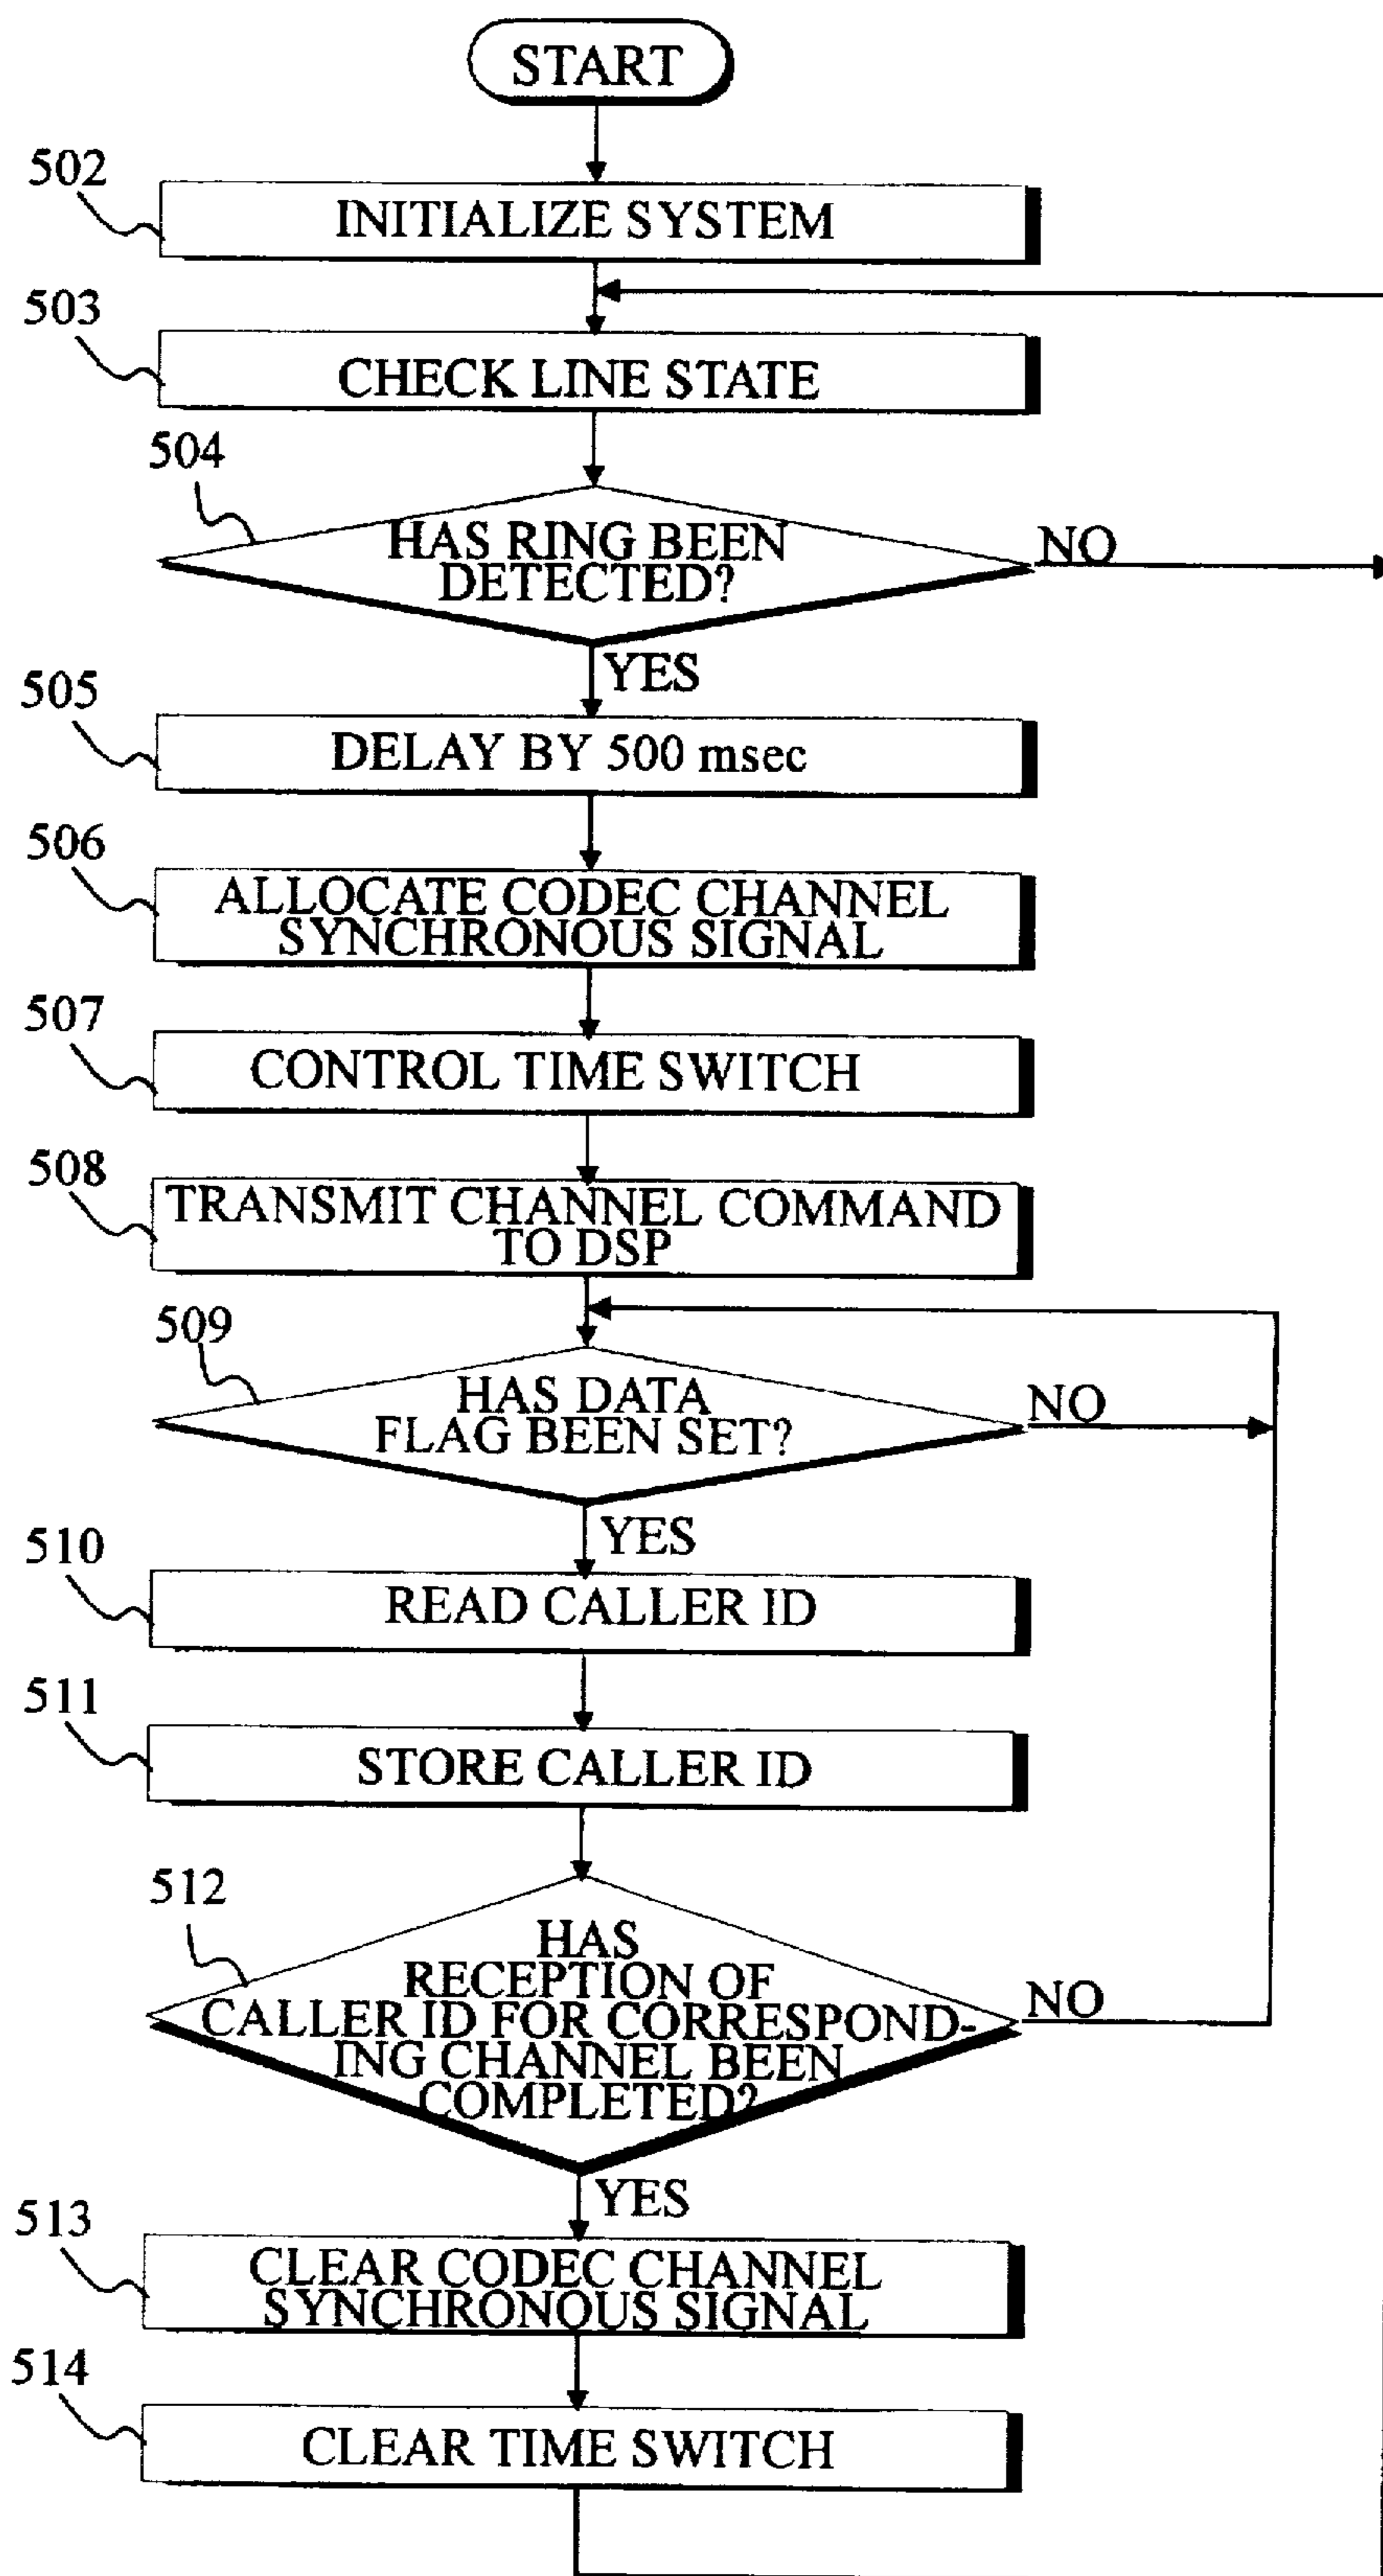 START
502
INITIALIZE SYSTEM
503
CHECK LINE STATE
504
HAS RING BEEN
DETECTED?
NO
YES
505
DELAY BY 500 msec
506
ALLOCATE CODEC CHANNEL
SYNCHRONOUS SIGNAL
507
CONTROL TIME SWITCH
508
TRANSMIT CHANNEL COMMAND
TO DSP
509
HAS DATA
FLAG BEEN SET?
NO
YES
510
READ CALLER ID
511
STORE CALLER ID
512
HAS
RECEPTION OF
CALLER ID FOR CORRESPOND-
ING CHANNEL BEEN
COMPLETED?
NO
YES
513
CLEAR CODEC CHANNEL
SYNCHRONOUS SIGNAL
514
CLEAR TIME SWITCH